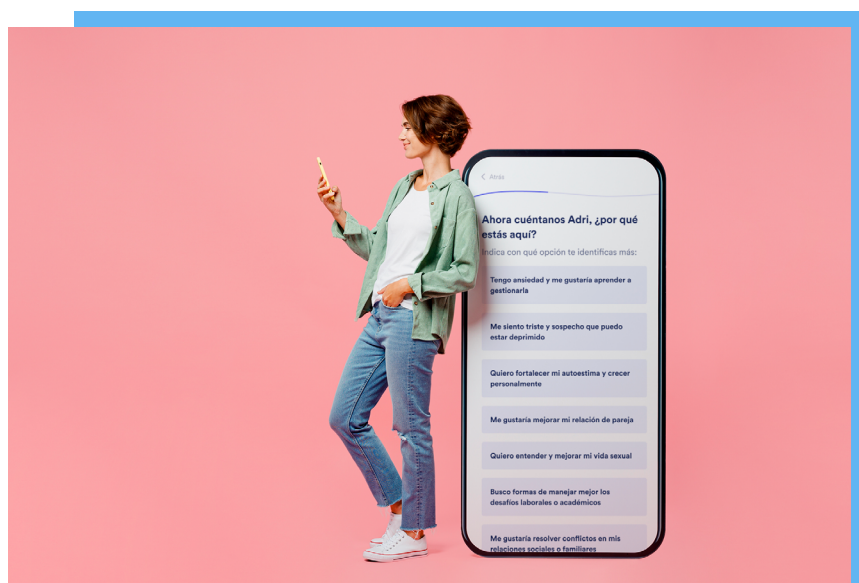 Atrás
Ahora cuéntanos Adri, ¿por qué
estás aquí?
Indica con qué opción te identificas más:
Tengo ansiedad y me gustaría aprender a
gestionarla
Me siento triste y sospecho que puedo
estar deprimido
Quiero fortalecer mi autoestima y crecer
personalmente
Me gustaría mejorar mi relación de pareja
Quiero entender y mejorar mi vida sexual
Busco formas de manejar mejor los
desafíos laborales o académicos
Me gustaría resolver conflictos en mis
relaciones sociales o familiares